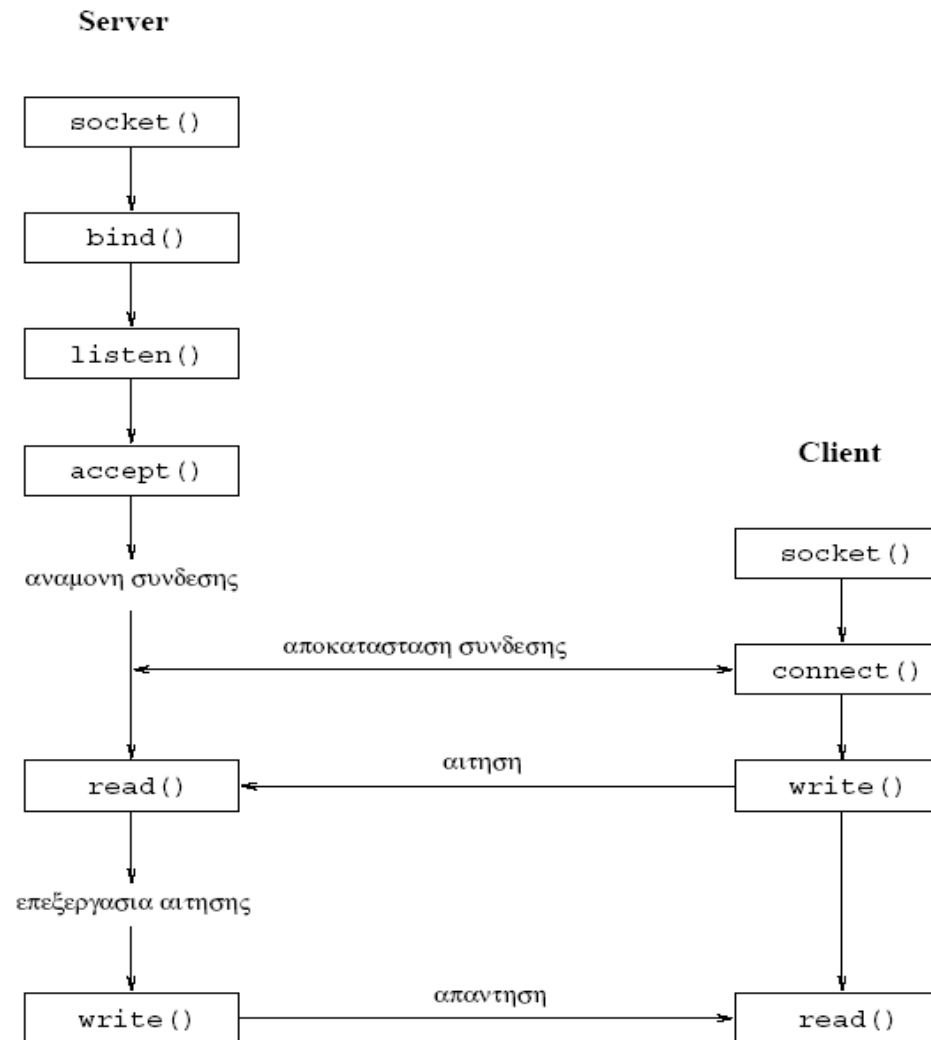 Server
socket()
bind()
listen()
accept()
Client
αναμονη συνδεσης
socket()
αποκατασταση συνδεσης
connect()
read()
αιτηση
write()
επεξεργασια αιτησης
write()
απαντηση
read()